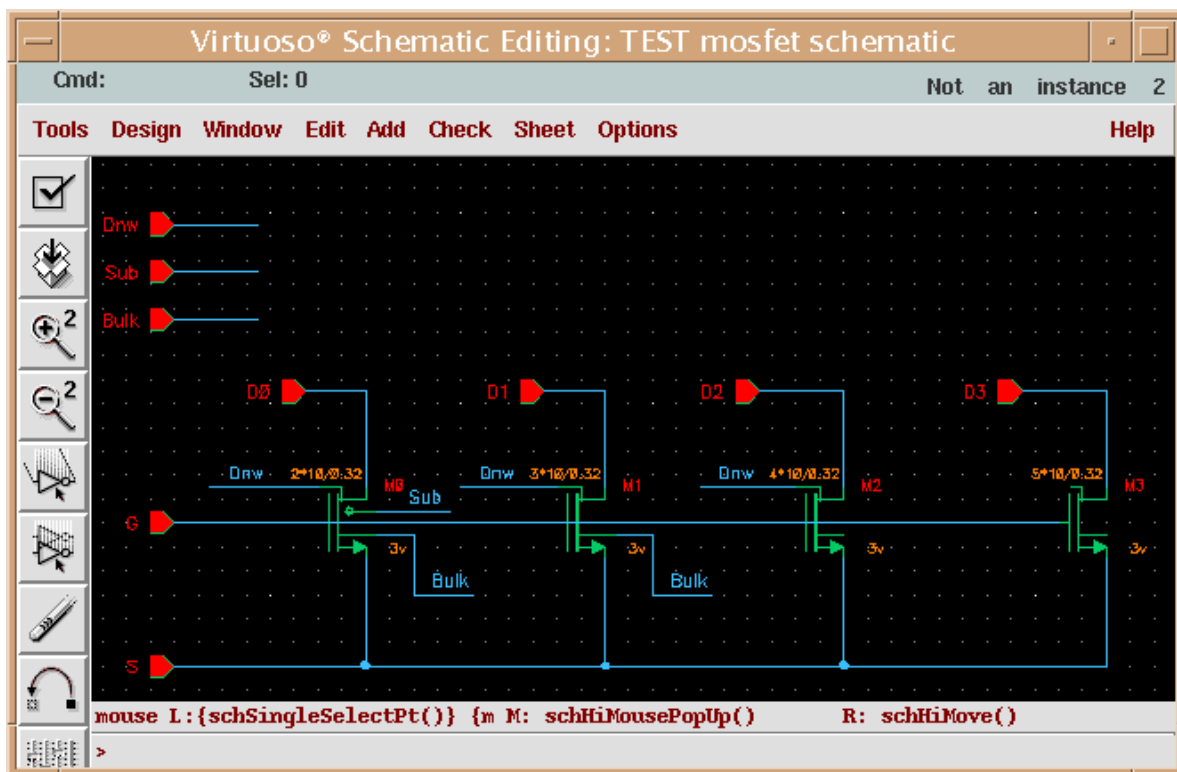 Virtuoso® Schematic Editing: TEST mosfet schematic
Cmd: Sel: 0 Not an instance 2
Tools Design Window Edit Add Check Sheet Options Help
2
2
Dnw
Sub
Bulk
D0 D1 D2 D3
Dnw 2*10/0.32 Dnw 3*10/0.32 Dnw 4*10/0.32 5*10/0.32
M0 M1 M2 M3
Sub
G
3v 3v 3v 3v
Bulk Bulk
S
mouse L:{schSingleSelectPt()} {m M: schHiMousePopUp() R: schHiMove()
>